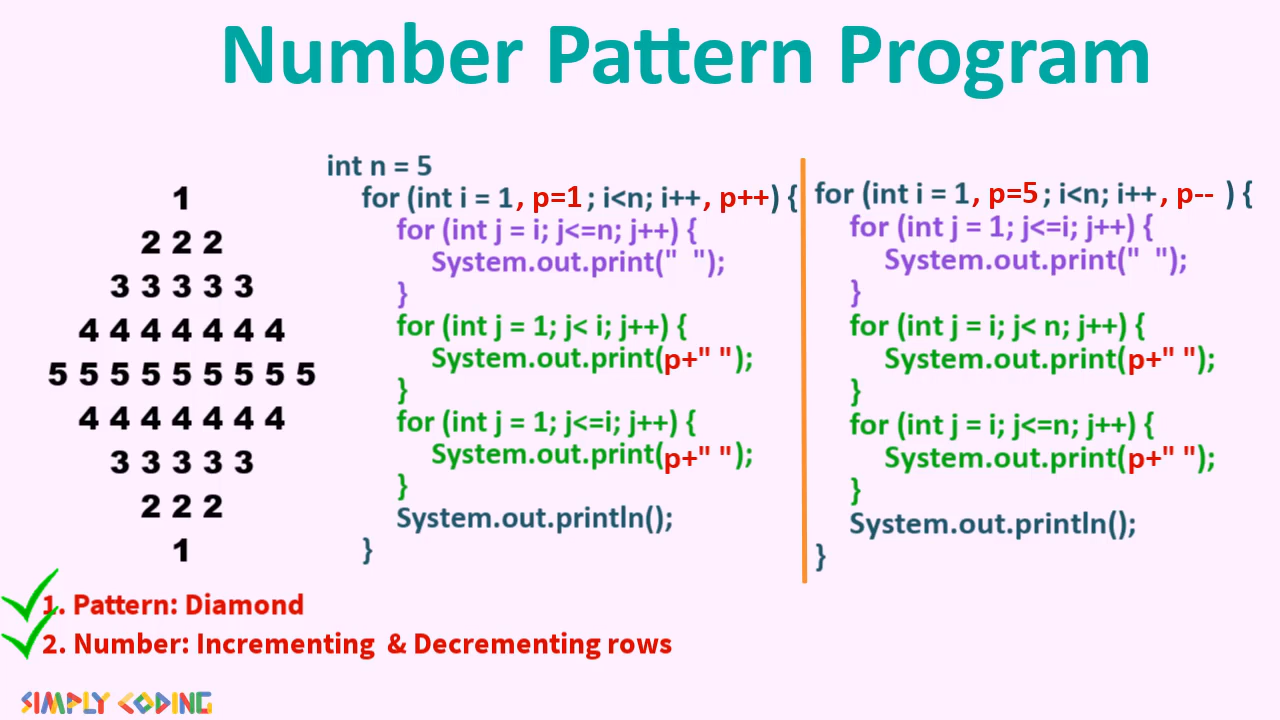 Number Pattern Program
1
2 2 2
3 3 3 3 3
4 4 4 4 4 4 4
5 5 5 5 5 5 5 5 5
4 4 4 4 4 4 4
3 3 3 3 3
2 2 2
1
int n = 5
for (int i = 1, p=1 ; i<n; i++, p++) {
for (int j = i; j<=n; j++) {
System.out.print("  ");
}
for (int j = 1; j< i; j++) {
System.out.print(p+" ");
}
for (int j = 1; j<=i; j++) {
System.out.print(p+" ");
}
System.out.println();
}
for (int i = 1, p=5 ; i<n; i++, p-- ) {
for (int j = 1; j<=i; j++) {
System.out.print("  ");
}
for (int j = i; j< n; j++) {
System.out.print(p+" ");
}
for (int j = i; j<=n; j++) {
System.out.print(p+" ");
}
System.out.println();
}
1. Pattern: Diamond
2. Number: Incrementing & Decrementing rows
SIMPLY CODING